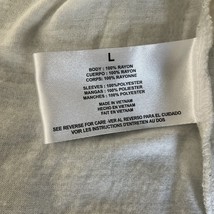 L
BODY : 100% RAYON
CUERPO : 100% RAYON
CORPS: 100% RAYONNE
SLEEVES : 100%POLYESTER
MANGAS : 100% POLIESTER
MANCHES : 100% POLYESTER
MADE IN VIETNAM
HECHO EN VIETNAM
FAIT EN VIETNAM
SEE REVERSE FOR CARE -VER AL REVERSO PARA EL CUIDADO
VOIR LES INSTRUCTIONS D'ENTRETIEN AU DOS